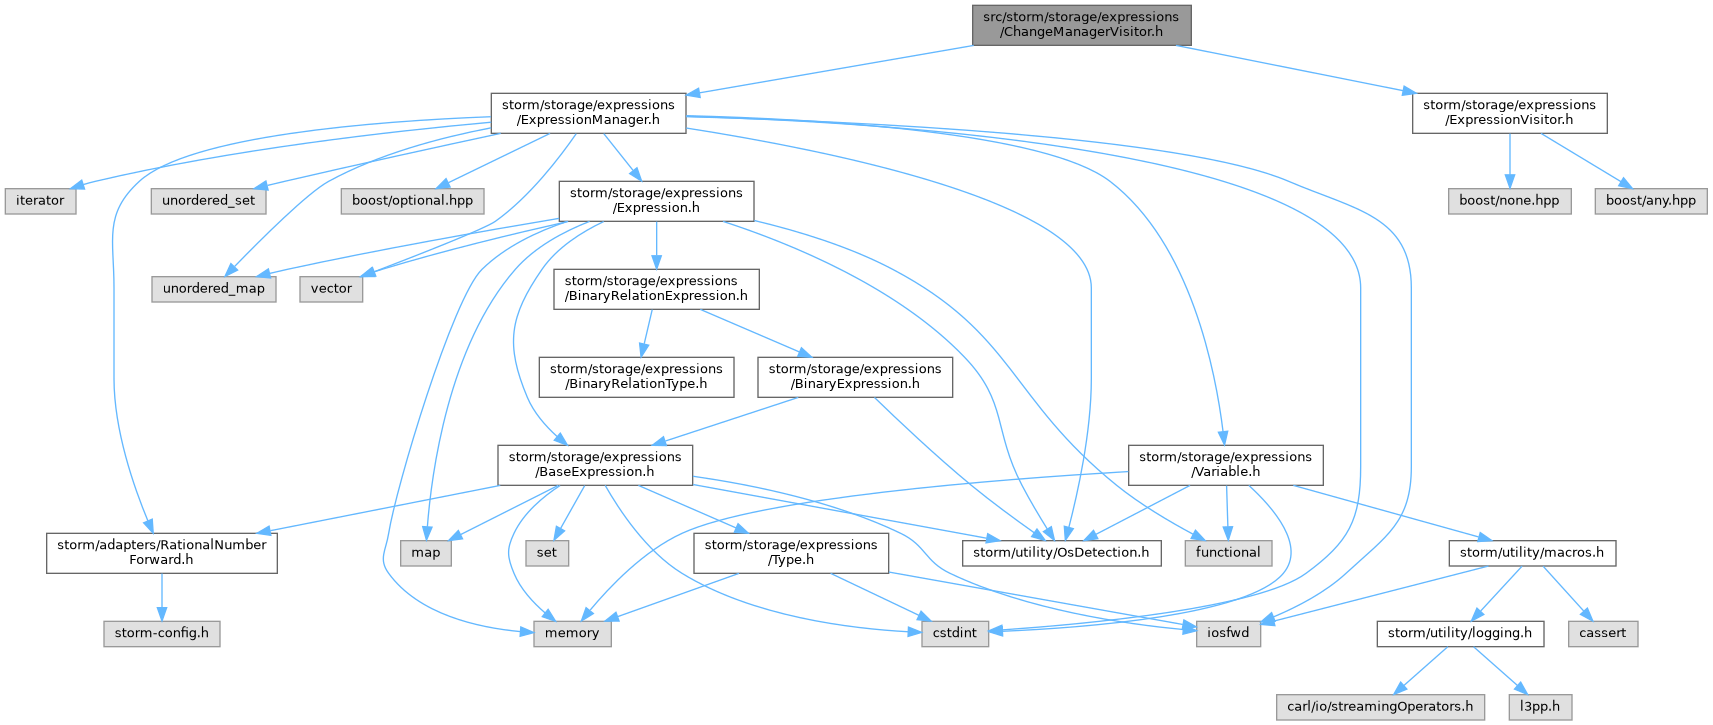 src/storm/storage/expressions
/ChangeManagerVisitor.h
storm/storage/expressions
/ExpressionManager.h
storm/storage/expressions
/ExpressionVisitor.h
iterator
unordered_set
boost/optional.hpp
storm/storage/expressions
/Expression.h
boost/none.hpp
boost/any.hpp
unordered_map
vector
storm/storage/expressions
/BinaryRelationExpression.h
storm/storage/expressions
/BinaryRelationType.h
storm/storage/expressions
/BinaryExpression.h
storm/storage/expressions
/BaseExpression.h
storm/storage/expressions
/Variable.h
storm/adapters/RationalNumber
Forward.h
map
set
storm/storage/expressions
/Type.h
storm/utility/OsDetection.h
functional
storm/utility/macros.h
storm-config.h
memory
cstdint
iosfwd
storm/utility/logging.h
cassert
carl/io/streamingOperators.h
l3pp.h